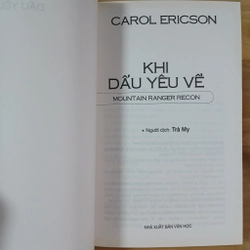 CAROL ERICSON
KHI
DẤU YÊU VỀ
MOUNTAIN RANGER RECON
• Người dịch: Trà My
NHÀ XUẤT BẢN VĂN HỌC